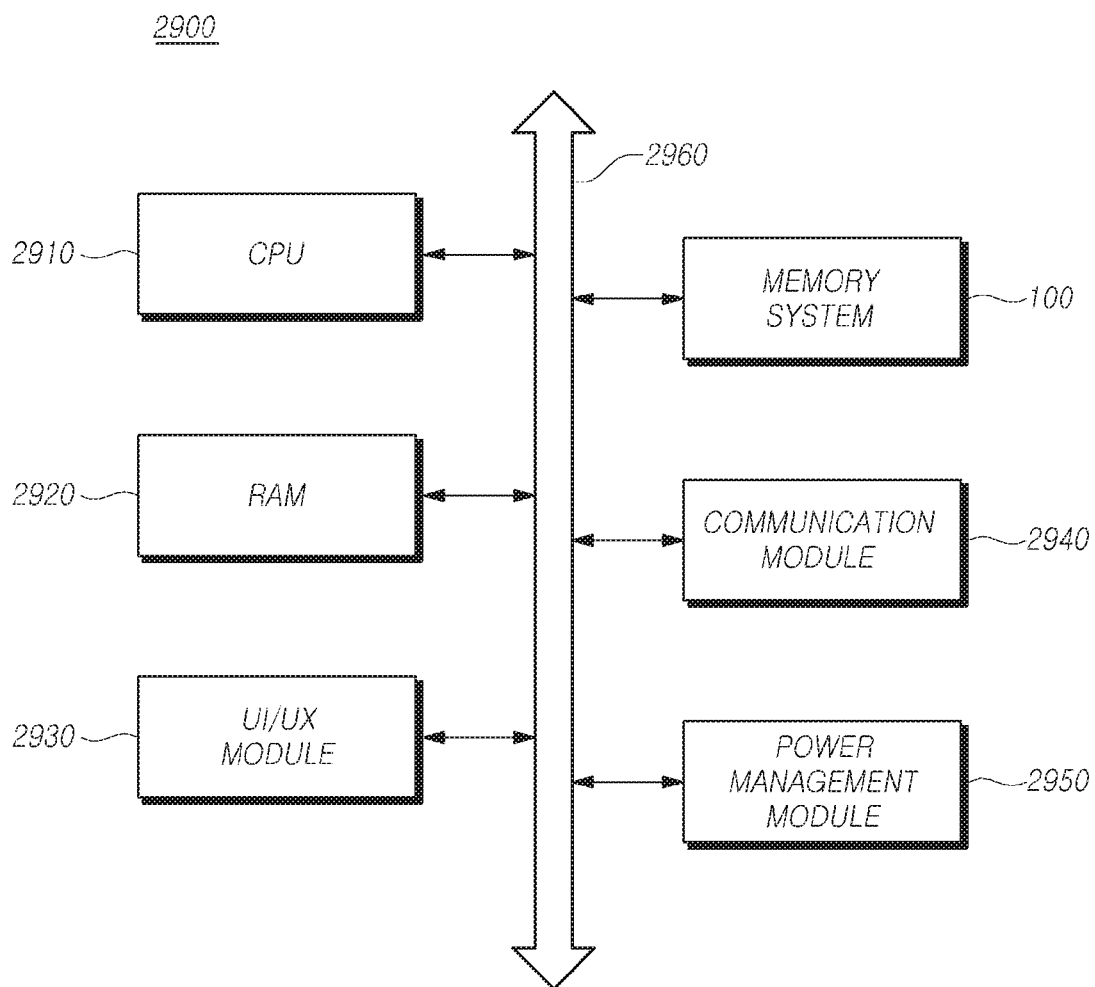 2900
2960
2910
CPU
MEMORY
SYSTEM
100
2920
RAM
COMMUNICATION
MODULE
2940
2930
UI/UX
MODULE
POWER
MANAGEMENT
MODULE
2950